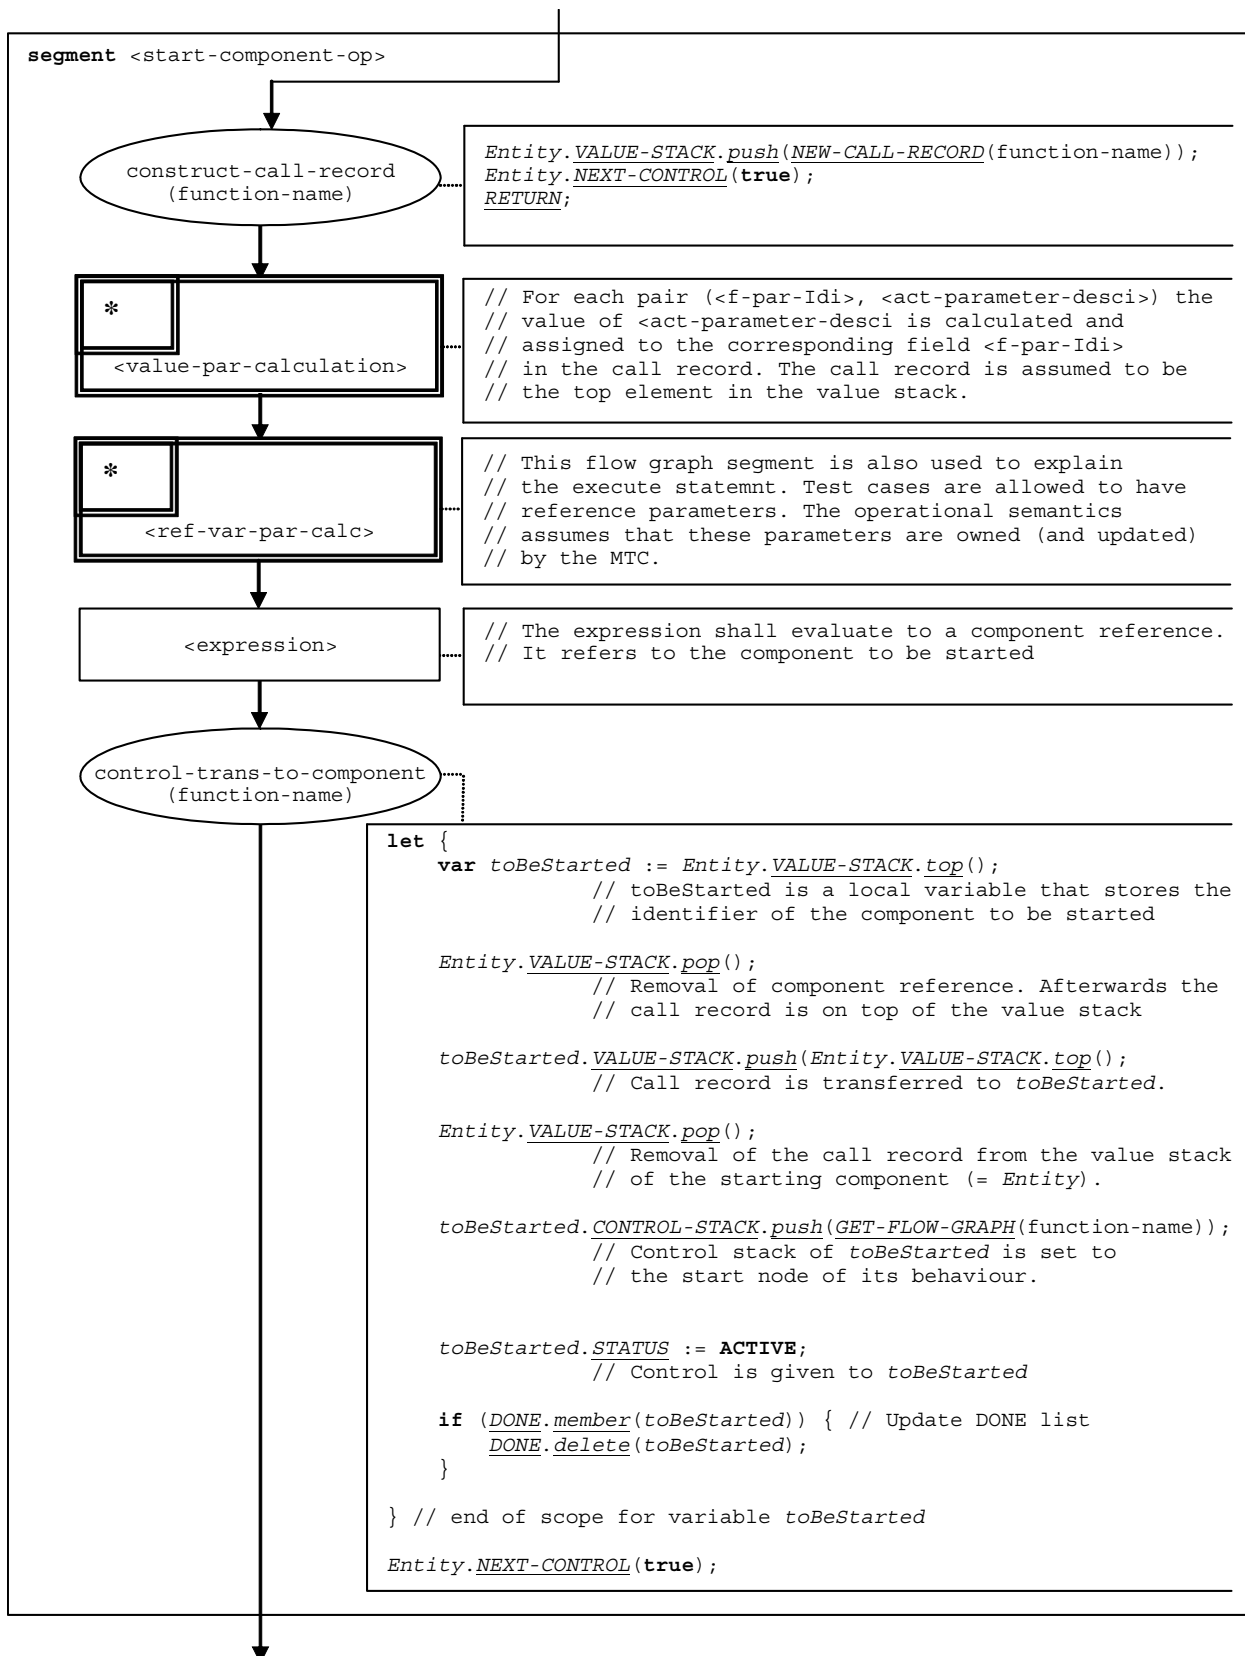 segment <start-component-op>
construct-call-record
(function-name)
Entity.VALUE-STACK.push(NEW-CALL-RECORD(function-name));
Entity.NEXT-CONTROL(true);
RETURN;
*
<value-par-calculation>
// For each pair (<f-par-Idi>, <act-parameter-desci>) the
// value of <act-parameter-desci is calculated and
// assigned to the corresponding field <f-par-Idi>
// in the call record. The call record is assumed to be
// the top element in the value stack.
*
<ref-var-par-calc>
// This flow graph segment is also used to explain
// the execute statemnt. Test cases are allowed to have
// reference parameters. The operational semantics
// assumes that these parameters are owned (and updated)
// by the MTC.
<expression>
// The expression shall evaluate to a component reference.
// It refers to the component to be started
control-trans-to-component
(function-name)
let {
var toBeStarted := Entity.VALUE-STACK.top();
// toBeStarted is a local variable that stores the
// identifier of the component to be started
Entity.VALUE-STACK.pop();
// Removal of component reference. Afterwards the
// call record is on top of the value stack
toBeStarted.VALUE-STACK.push(Entity.VALUE-STACK.top();
// Call record is transferred to toBeStarted.
Entity.VALUE-STACK.pop();
// Removal of the call record from the value stack
// of the starting component (= Entity).
toBeStarted.CONTROL-STACK.push(GET-FLOW-GRAPH(function-name));
// Control stack of toBeStarted is set to
// the start node of its behaviour.
toBeStarted.STATUS := ACTIVE;
// Control is given to toBeStarted
if (DONE.member(toBeStarted)) { // Update DONE list
DONE.delete(toBeStarted);
}
} // end of scope for variable toBeStarted
Entity.NEXT-CONTROL(true);